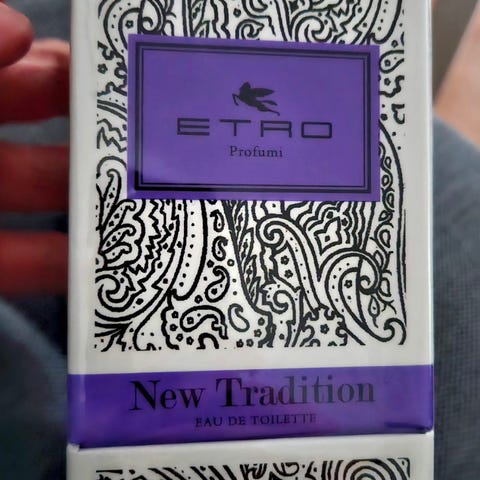 ETRO
Profumi
New Tradition
EAU DE TOILETTE